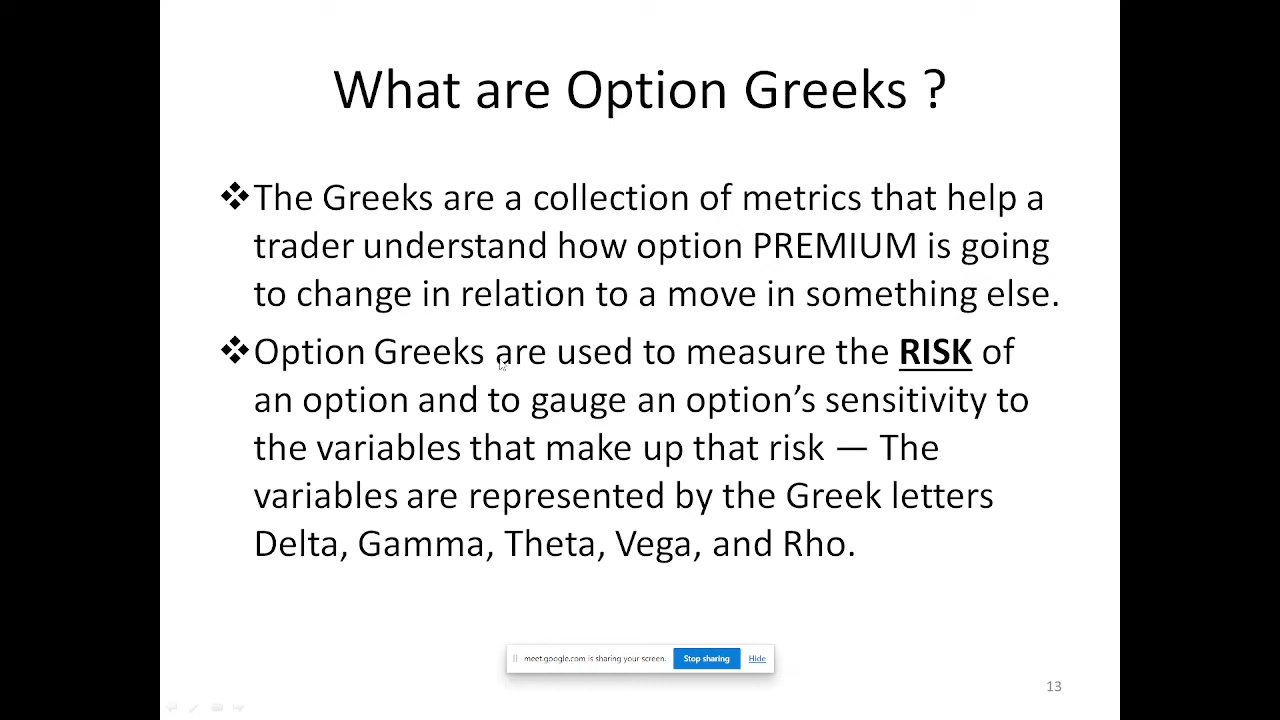 What are Option Greeks ?
❖The Greeks are a collection of metrics that help a
trader understand how option PREMIUM is going
to change in relation to a move in something else.
❖Option Greeks are used to measure the RISK of
an option and to gauge an option’s sensitivity to
the variables that make up that risk — The
variables are represented by the Greek letters
Delta, Gamma, Theta, Vega, and Rho.
meet.google.com is sharing your screen. Stop sharing Hide
13